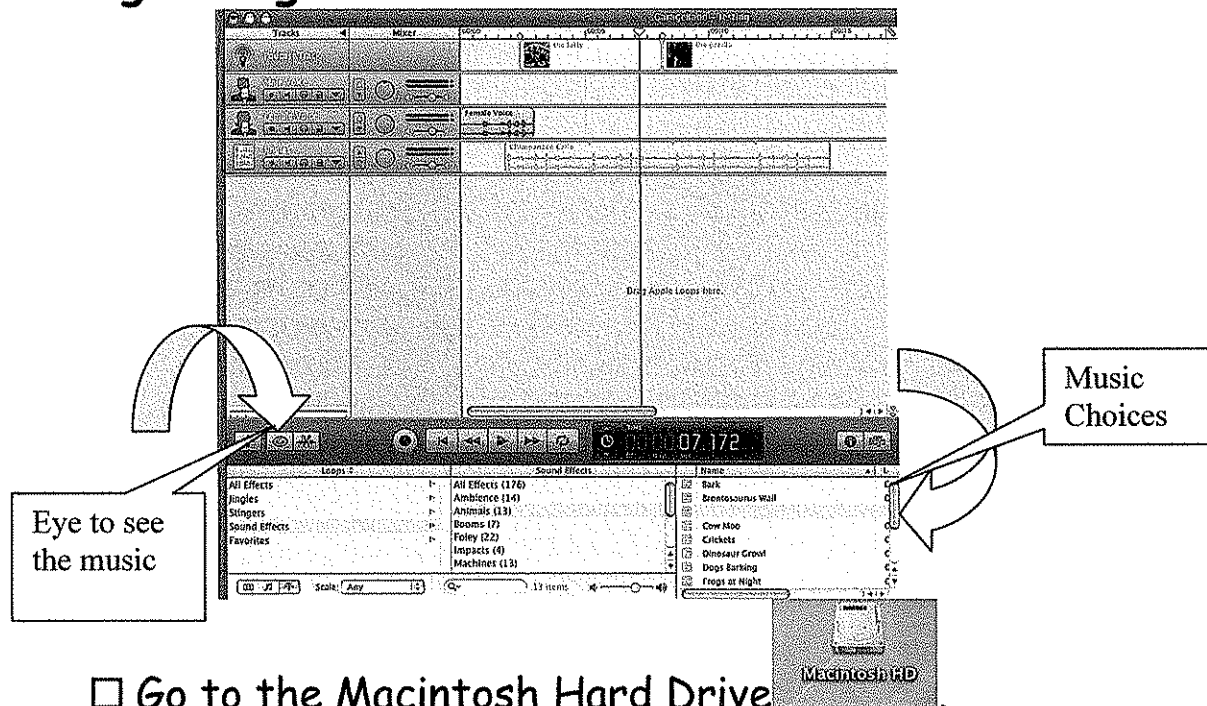 Tracks
Mixer
Female Voice
Chimpanzee Calls
Drag Apple Loops here.
07.172
Music
Choices
Eye to see
the music
Loops
Sound Effects
Name
All Effects
Jingles
Stingers
Sound Effects
Favorites
All Effects (176)
Ambience (14)
Animals (13)
Booms (7)
Foley (22)
Impacts (4)
Machines (13)
Bark
Brontosaurus Wail
Cow Moo
Crickets
Dinosaur Growl
Dogs Barking
Frogs at Night
Scale: Any
13 items
Macintosh HD
□ Go to the Macintosh Hard Drive